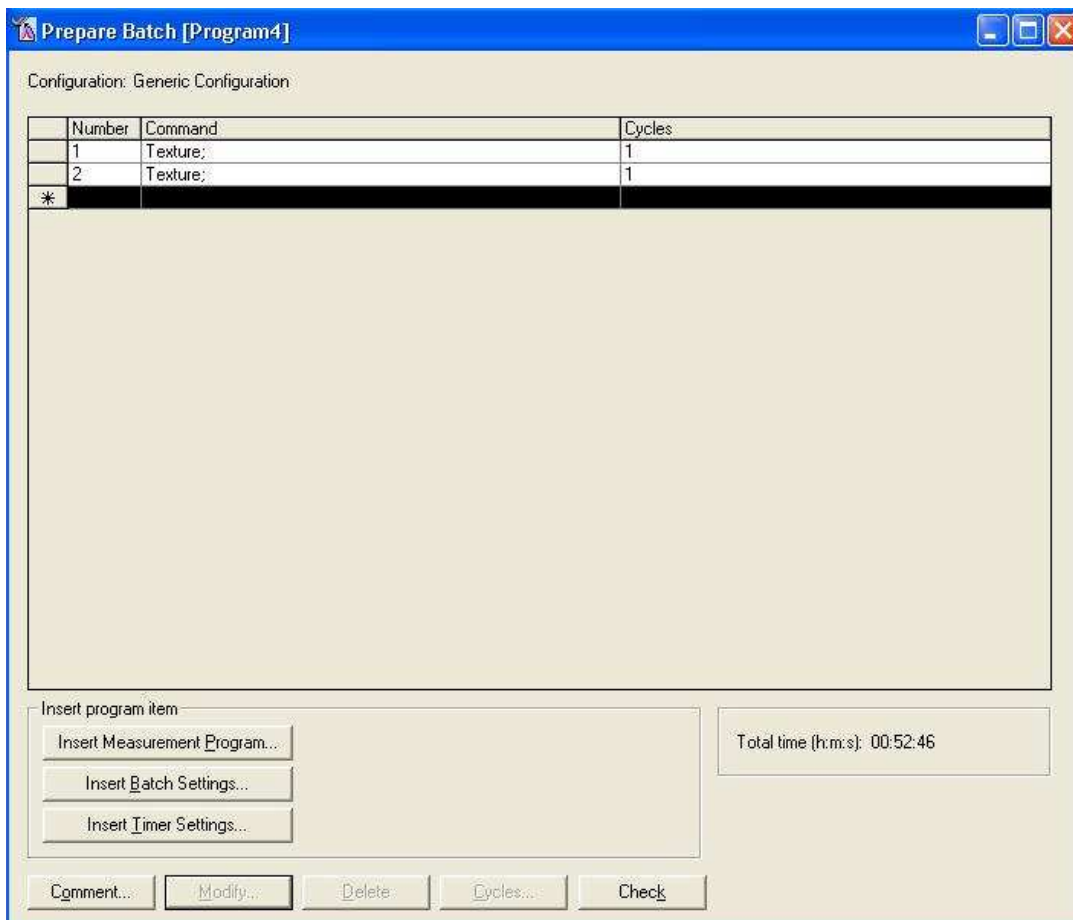 Prepare Batch [Program4]
Configuration: Generic Configuration
Number Command Cycles
1 Texture; 1
2 Texture; 1
*
Insert program item
Insert Measurement Program...
Insert Batch Settings...
Insert Timer Settings...
Total time (h:m:s): 00:52:46
Comment... Modify... Delete Cycles... Check